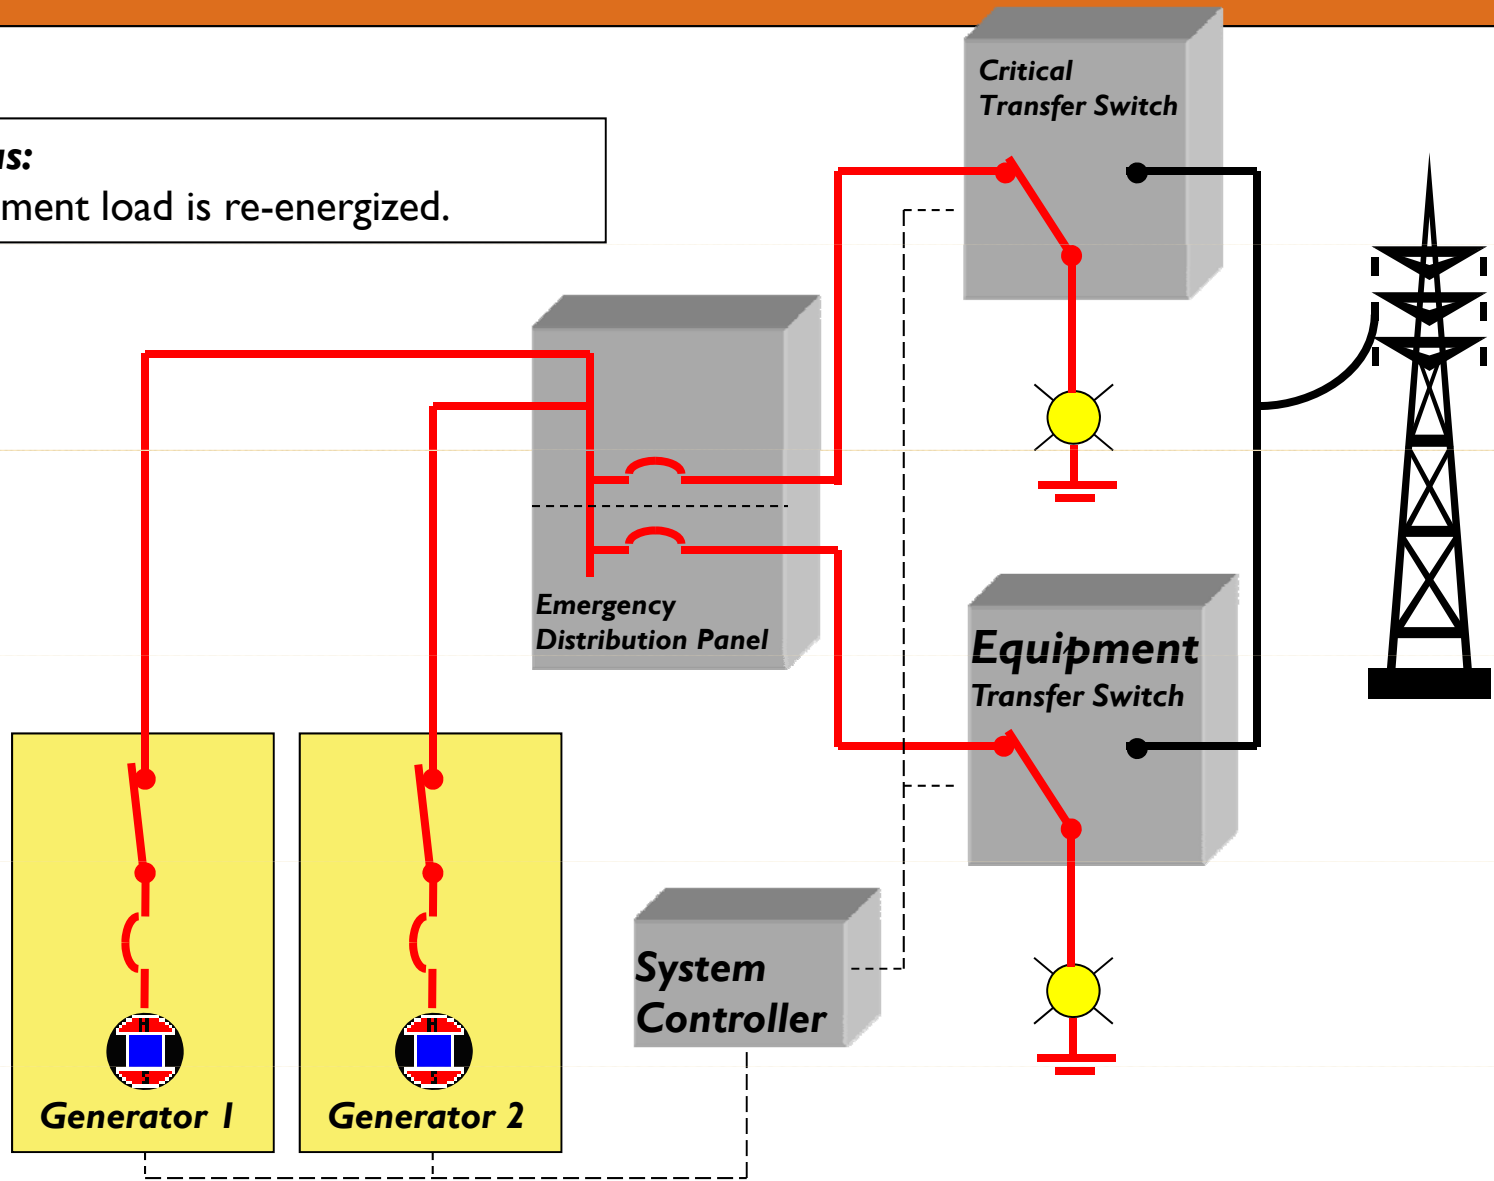 Critical
Transfer Switch
us:
ment load is re-energized.
Emergency
Distribution Panel
Equipment
Transfer Switch
System
Controller
N
S
Generator 1
N
S
Generator 2